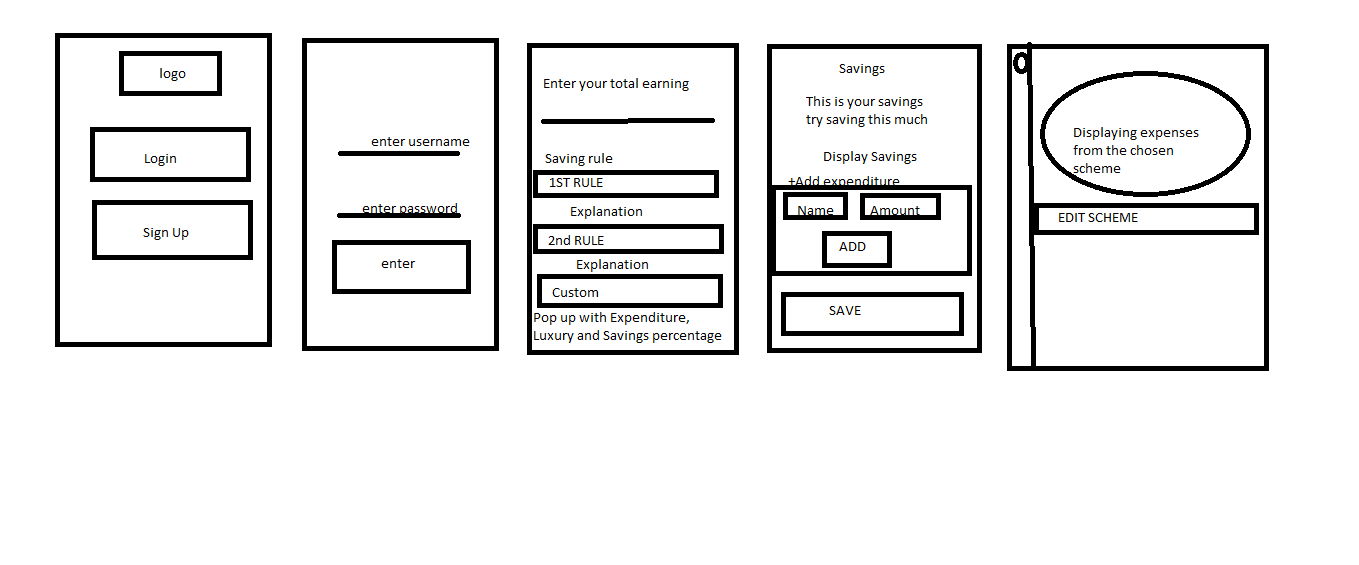 logo
Login
Sign Up
enter username
enter password
enter
Enter your total earning
Saving rule
1ST RULE
Explanation
2nd RULE
Explanation
Custom
Pop up with Expenditure,
Luxury and Savings percentage
Savings
This is your savings
try saving this much
Display Savings
+Add expenditure
Name
Amount
ADD
SAVE
Displaying expenses
from the chosen
scheme
EDIT SCHEME